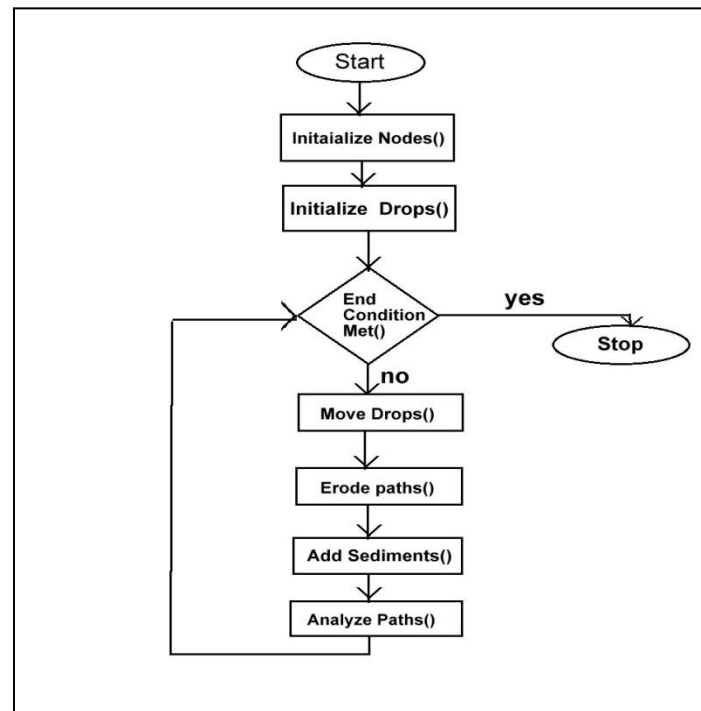 Start
Initaialize Nodes()
Initialize Drops()
End
Condition
Met()
yes
Stop
no
Move Drops()
Erode paths()
Add Sediments()
Analyze Paths()